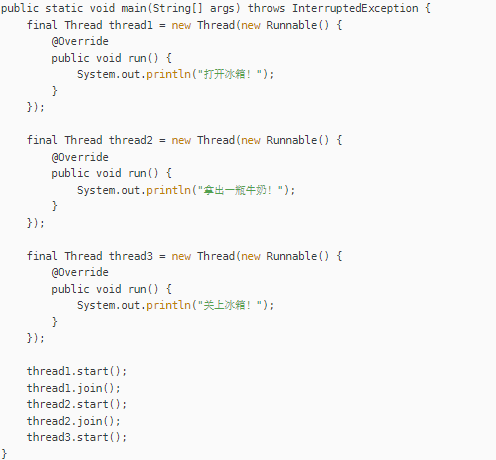 public static void main(String[] args) throws InterruptedException {
    final Thread thread1 = new Thread(new Runnable() {
        @Override
        public void run() {
            System.out.println("打开冰箱！");
        }
    });

    final Thread thread2 = new Thread(new Runnable() {
        @Override
        public void run() {
            System.out.println("拿出一瓶牛奶！");
        }
    });

    final Thread thread3 = new Thread(new Runnable() {
        @Override
        public void run() {
            System.out.println("关上冰箱！");
        }
    });

    thread1.start();
    thread1.join();
    thread2.start();
    thread2.join();
    thread3.start();
}